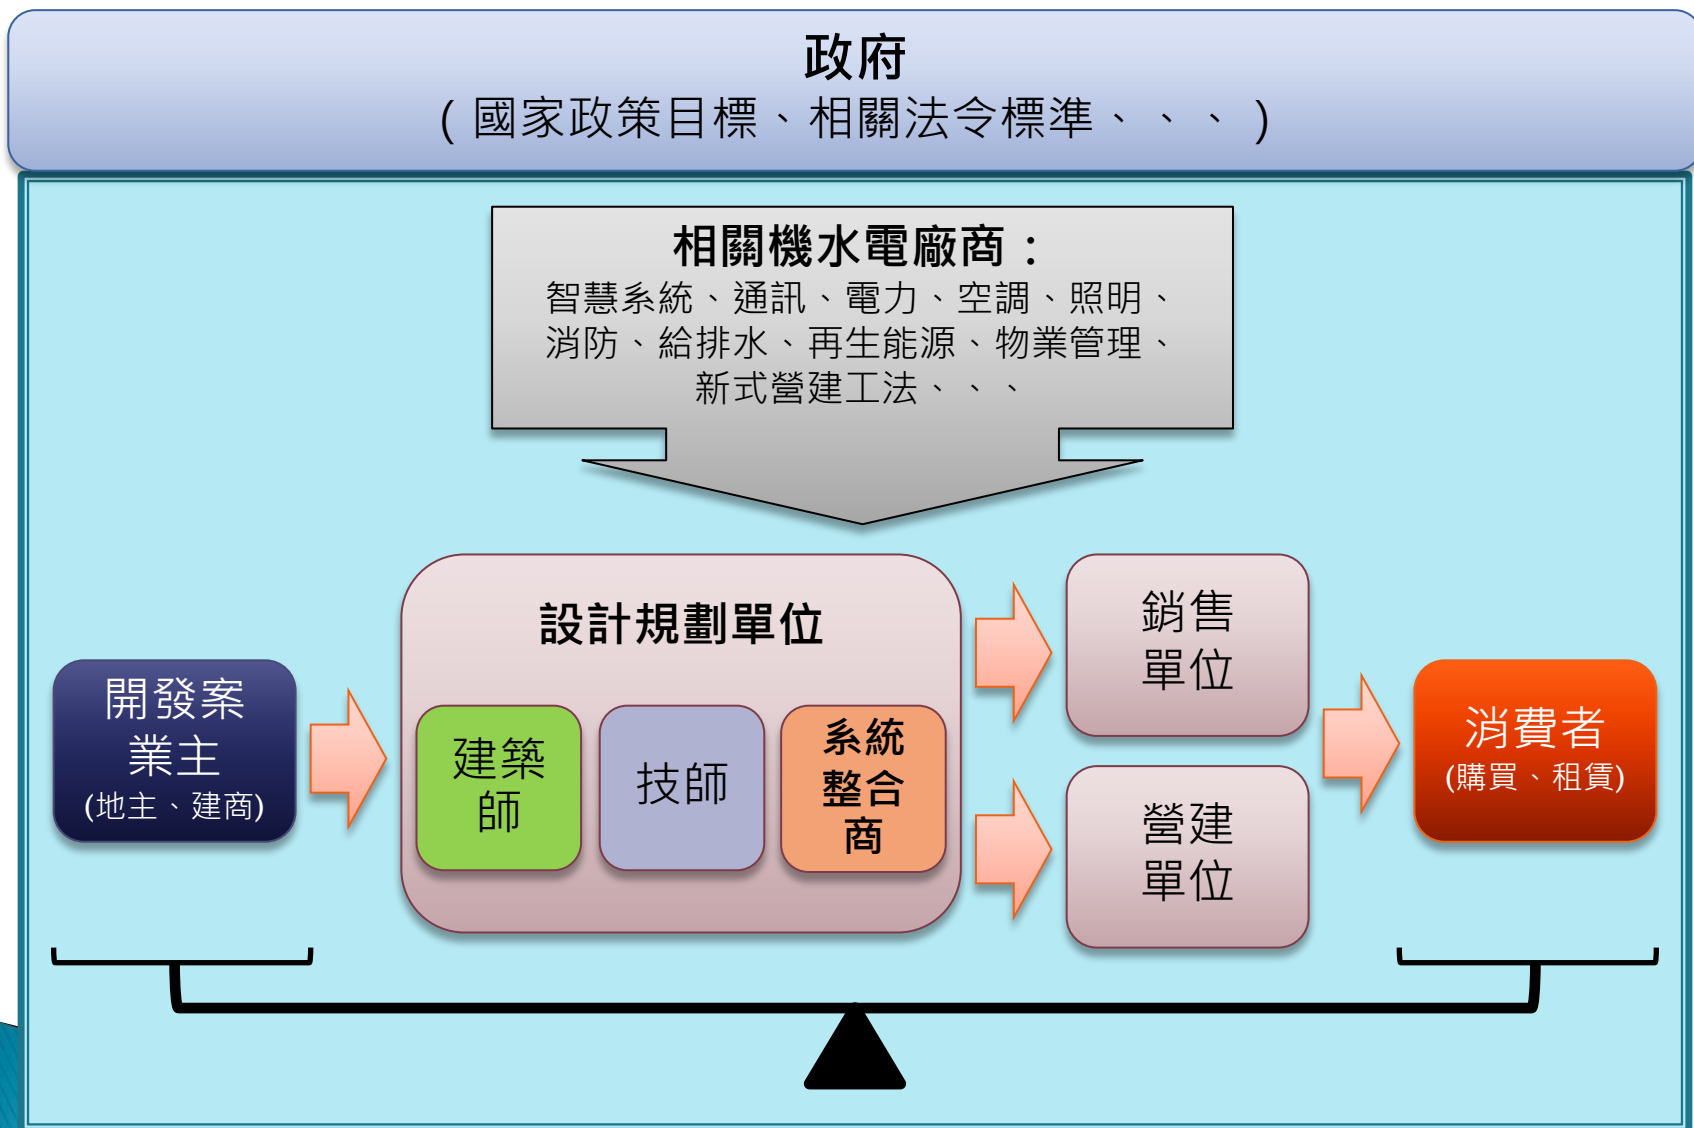 政府
( 國家政策目標、相關法令標準、、、 )
相關機水電廠商：
智慧系統、通訊、電力、空調、照明、
消防、給排水、再生能源、物業管理、
新式營建工法、、、
設計規劃單位
開發案
業主
(地主、建商)
建築
師
技師
系統
整合
商
銷售
單位
營建
單位
消費者
(購買、租賃)